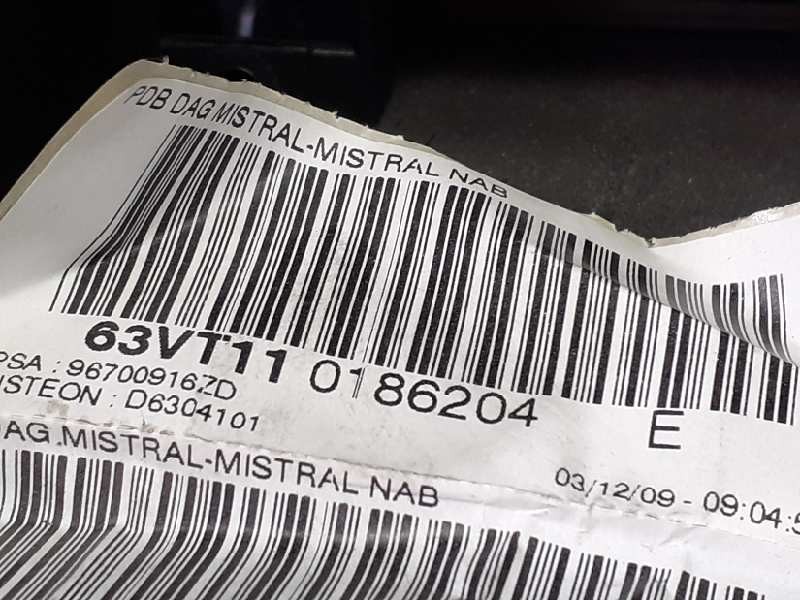 PDB DAG MISTRAL-MISTRAL NAB
63VT11 0186204 E
PSA : 96700916ZD
ISTEON : D6304101
03/12/09 - 09:04:5
DAG .MISTRAL-MISTRAL NAB